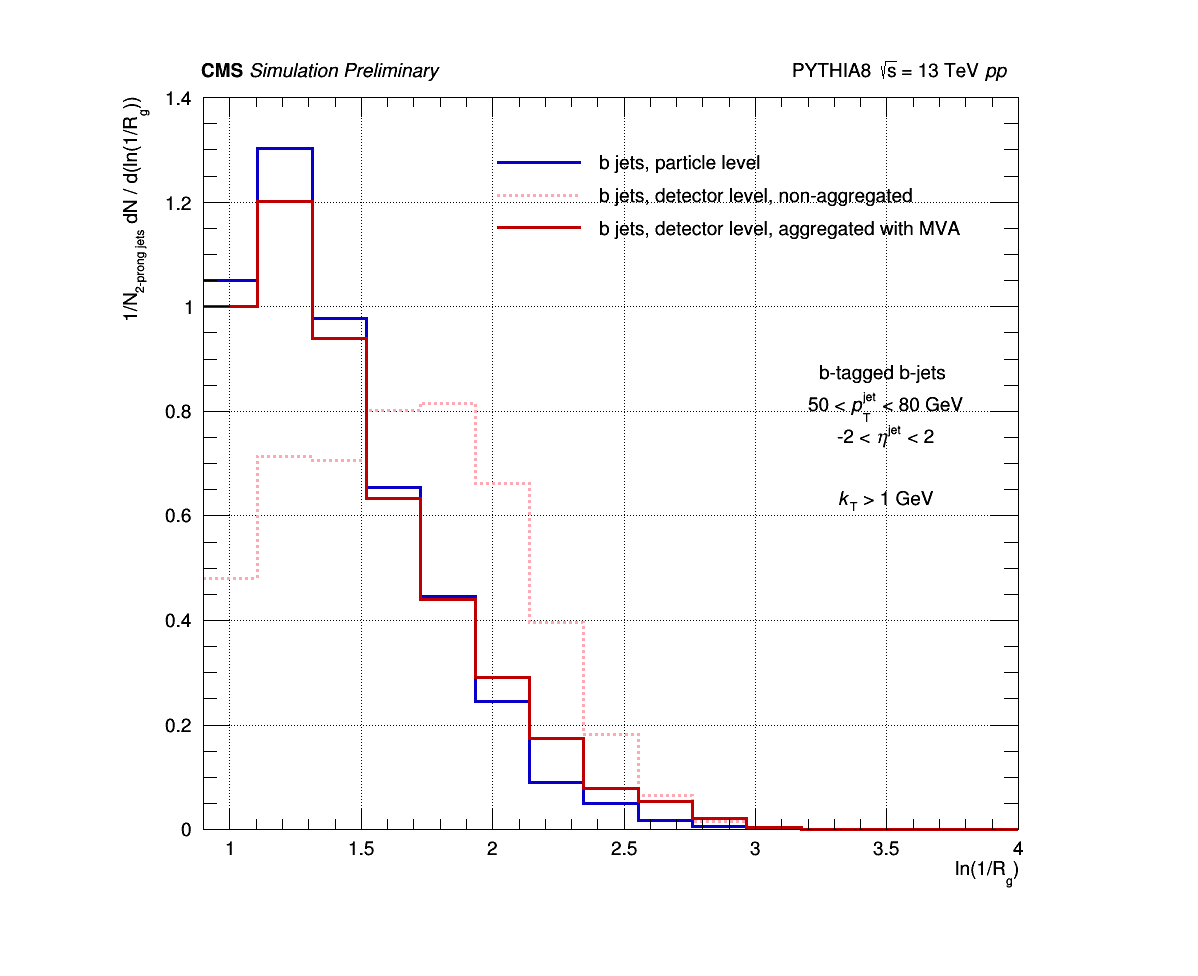 CMS Simulation Preliminary
PYTHIA8 √s = 13 TeV pp
1/N2-prong jets dN / d(ln(1/Rg))
1.4
1.2
1
0.8
0.6
0.4
0.2
0
b jets, particle level
b jets, detector level, non-aggregated
b jets, detector level, aggregated with MVA
b-tagged b-jets
50 < pTjet < 80 GeV
-2 < ηjet < 2
kT > 1 GeV
1 1.5 2 2.5 3 3.5 4
ln(1/Rg)